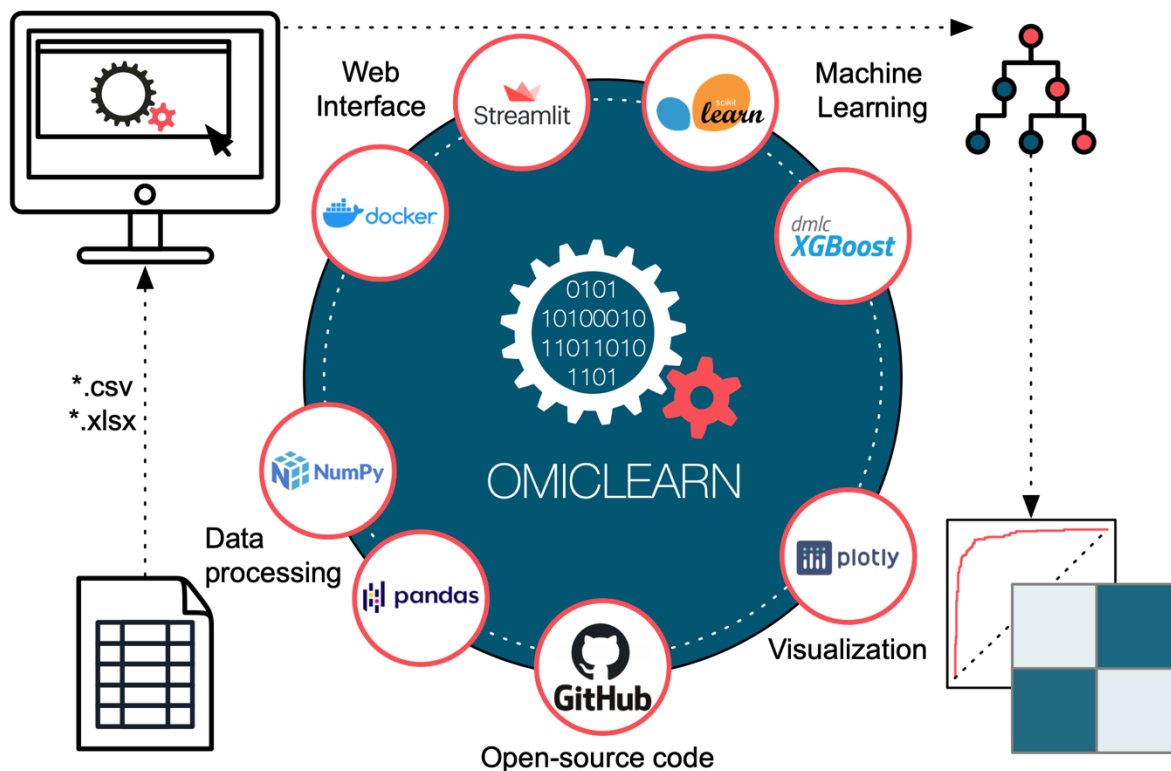 Web
Interface
Streamlit
scikit
learn
Machine
Learning
docker
dmlc
XGBoost
0101
10100010
11011010
1101
*.csv
*.xlsx
NumPy
OMICLEARN
Data
processing
pandas
plotly
Visualization
GitHub
Open-source code